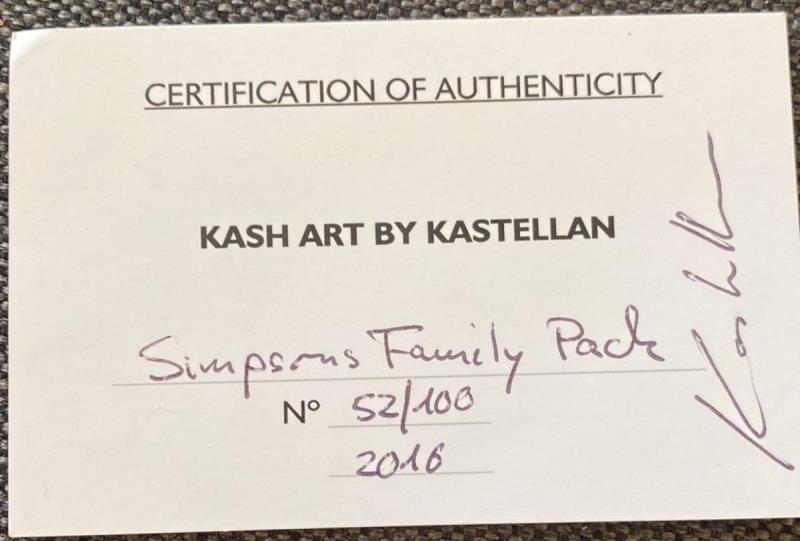 CERTIFICATION OF AUTHENTICITY
KASH ART BY KASTELLAN
Simpsons Family Pack
Nº 52/100
2016